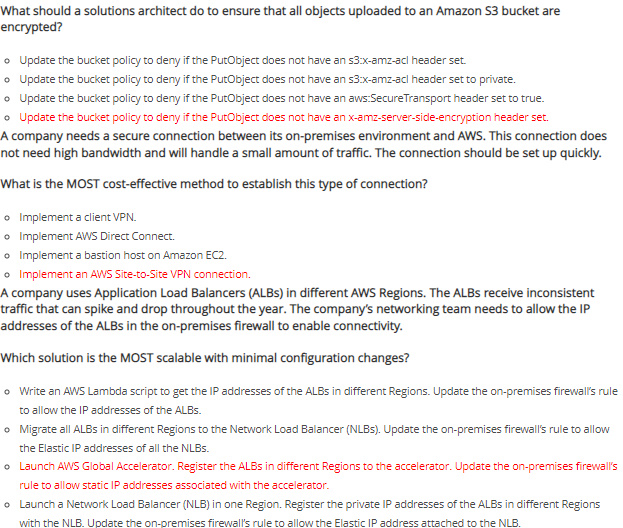 What should a solutions architect do to ensure that all objects uploaded to an Amazon S3 bucket are
encrypted?
Update the bucket policy to deny if the PutObject does not have an s3:x-amz-acl header set.
Update the bucket policy to deny if the PutObject does not have an s3:x-amz-acl header set to private.
Update the bucket policy to deny if the PutObject does not have an aws:SecureTransport header set to true.
Update the bucket policy to deny if the PutObject does not have an x-amz-server-side-encryption header set.
A company needs a secure connection between its on-premises environment and AWS. This connection does
not need high bandwidth and will handle a small amount of traffic. The connection should be set up quickly.
What is the MOST cost-effective method to establish this type of connection?
Implement a client VPN.
Implement AWS Direct Connect.
Implement a bastion host on Amazon EC2.
Implement an AWS Site-to-Site VPN connection.
A company uses Application Load Balancers (ALBs) in different AWS Regions. The ALBs receive inconsistent
traffic that can spike and drop throughout the year. The company's networking team needs to allow the IP
addresses of the ALBs in the on-premises firewall to enable connectivity.
Which solution is the MOST scalable with minimal configuration changes?
Write an AWS Lambda script to get the IP addresses of the ALBs in different Regions. Update the on-premises firewall's rule
to allow the IP addresses of the ALBs.
Migrate all ALBs in different Regions to the Network Load Balancer (NLBs). Update the on-premises firewall's rule to allow
the Elastic IP addresses of all the NLBs.
Launch AWS Global Accelerator. Register the ALBs in different Regions to the accelerator. Update the on-premises firewall's
rule to allow static IP addresses associated with the accelerator.
Launch a Network Load Balancer (NLB) in one Region. Register the private IP addresses of the ALBs in different Regions
with the NLB. Update the on-premises firewall's rule to allow the Elastic IP address attached to the NLB.